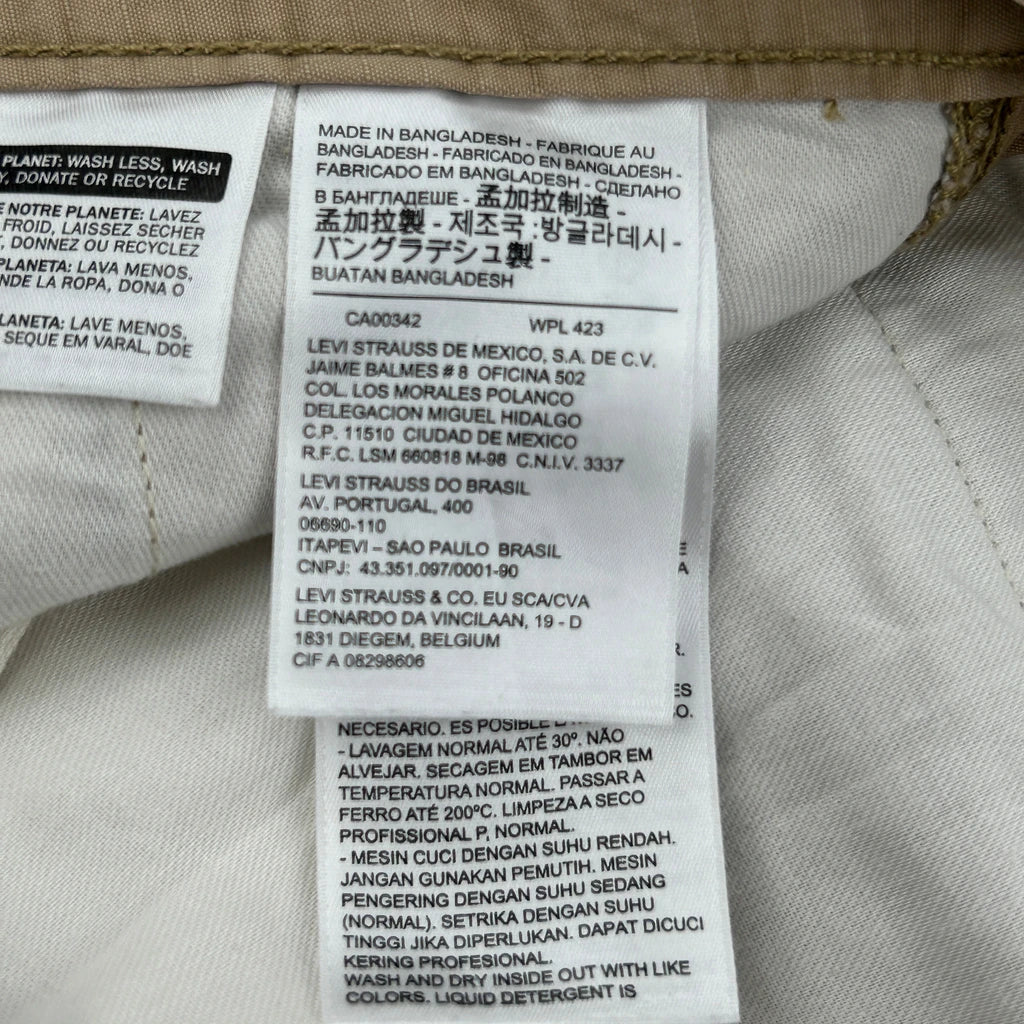 PLANET: WASH LESS, WASH
Y, DONATE OR RECYCLE
E NOTRE PLANETE: LAVEZ
FROID, LAISSEZ SECHER
, DONNEZ OU RECYCLEZ
PLANETA: LAVA MENOS,
NDE LA ROPA, DONA O
LANETA: LAVE MENOS,
SEQUE EM VARAL, DOE
MADE IN BANGLADESH - FABRIQUE AU
BANGLADESH - FABRICADO EN BANGLADESH -
FABRICADO EM BANGLADESH - СДЕЛАНО
В БАНГЛАДЕШЕ - 孟加拉制造 -
孟加拉製 - 제조국 :방글라데시 -
バングラデシュ製 -
BUATAN BANGLADESH
CA00342 WPL 423
LEVI STRAUSS DE MEXICO, S.A. DE C.V.
JAIME BALMES # 8 OFICINA 502
COL. LOS MORALES POLANCO
DELEGACION MIGUEL HIDALGO
C.P. 11510 CIUDAD DE MEXICO
R.F.C. LSM 660818 M-98 C.N.I.V. 3337
LEVI STRAUSS DO BRASIL
AV. PORTUGAL, 400
06690-110
ITAPEVI – SAO PAULO BRASIL
CNPJ: 43.351.097/0001-90
LEVI STRAUSS & CO. EU SCA/CVA
LEONARDO DA VINCILAAN, 19 - D
1831 DIEGEM, BELGIUM
CIF A 08298606
E
A
R.
ES
O.
NECESARIO. ES POSIBLE
- LAVAGEM NORMAL ATÉ 30º. NÃO
ALVEJAR. SECAGEM EM TAMBOR EM
TEMPERATURA NORMAL. PASSAR A
FERRO ATÉ 200ºC. LIMPEZA A SECO
PROFISSIONAL P, NORMAL.
- MESIN CUCI DENGAN SUHU RENDAH.
JANGAN GUNAKAN PEMUTIH. MESIN
PENGERING DENGAN SUHU SEDANG
(NORMAL). SETRIKA DENGAN SUHU
TINGGI JIKA DIPERLUKAN. DAPAT DICUCI
KERING PROFESIONAL.
WASH AND DRY INSIDE OUT WITH LIKE
COLORS. LIQUID DETERGENT IS